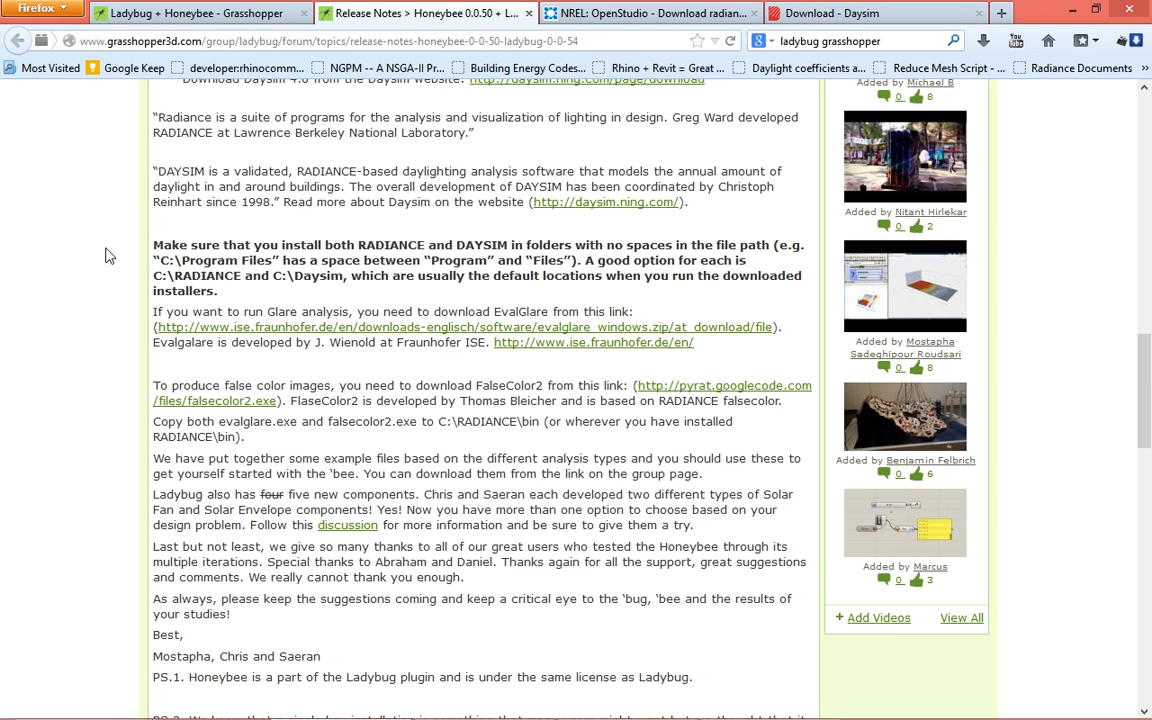 Firefox
Ladybug + Honeybee - Grasshopper
Release Notes > Honeybee 0.0.50 + L...
NREL: OpenStudio - Download radian...
Download - Daysim
www.grasshopper3d.com/group/ladybug/forum/topics/release-notes-honeybee-0-0-50-ladybug-0-0-54
ladybug grasshopper
Most Visited
Google Keep
developer:rhinocomm...
NGPM -- A NSGA-II Pr...
Building Energy Codes...
Rhino + Revit = Great ...
Daylight coefficients a...
Reduce Mesh Script - ...
Radiance Documents
Download Daysim 4.0 from the Daysim website: http://daysim.ning.com/page/download
“Radiance is a suite of programs for the analysis and visualization of lighting in design. Greg Ward developed
RADIANCE at Lawrence Berkeley National Laboratory.”
“DAYSIM is a validated, RADIANCE-based daylighting analysis software that models the annual amount of
daylight in and around buildings. The overall development of DAYSIM has been coordinated by Christoph
Reinhart since 1998.” Read more about Daysim on the website (http://daysim.ning.com/).
Make sure that you install both RADIANCE and DAYSIM in folders with no spaces in the file path (e.g.
“C:\Program Files” has a space between “Program” and “Files”). A good option for each is
C:\RADIANCE and C:\Daysim, which are usually the default locations when you run the downloaded
installers.
If you want to run Glare analysis, you need to download EvalGlare from this link:
(http://www.ise.fraunhofer.de/en/downloads-englisch/software/evalglare_windows.zip/at_download/file).
Evalgalare is developed by J. Wienold at Fraunhofer ISE. http://www.ise.fraunhofer.de/en/
To produce false color images, you need to download FalseColor2 from this link: (http://pyrat.googlecode.com
/files/falsecolor2.exe). FlaseColor2 is developed by Thomas Bleicher and is based on RADIANCE falsecolor.
Copy both evalglare.exe and falsecolor2.exe to C:\RADIANCE\bin (or wherever you have installed
RADIANCE\bin).
We have put together some example files based on the different analysis types and you should use these to
get yourself started with the ‘bee. You can download them from the link on the group page.
Ladybug also has four five new components. Chris and Saeran each developed two different types of Solar
Fan and Solar Envelope components! Yes! Now you have more than one option to choose based on your
design problem. Follow this discussion for more information and be sure to give them a try.
Last but not least, we give so many thanks to all of our great users who tested the Honeybee through its
multiple iterations. Special thanks to Abraham and Daniel. Thanks again for all the support, great suggestions
and comments. We really cannot thank you enough.
As always, please keep the suggestions coming and keep a critical eye to the ‘bug, ‘bee and the results of
your studies!
Best,
Mostapha, Chris and Saeran
PS.1. Honeybee is a part of the Ladybug plugin and is under the same license as Ladybug.
Added by Michael B
0 8
Added by Nitant Hirlekar
0 2
Added by Mostapha
Sadeghipour Roudsari
0 8
Added by Benjamin Felbrich
0 6
Added by Marcus
0 3
+ Add Videos
View All